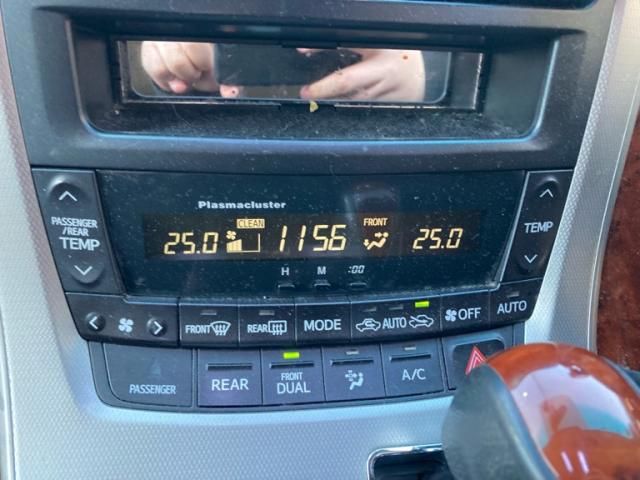 Plasmacluster
PASSENGER
/REAR
TEMP
25.0 CLEAN 1156 FRONT 25.0
TEMP
H M :00
FRONT REAR MODE AUTO OFF AUTO
PASSENGER REAR FRONT DUAL A/C